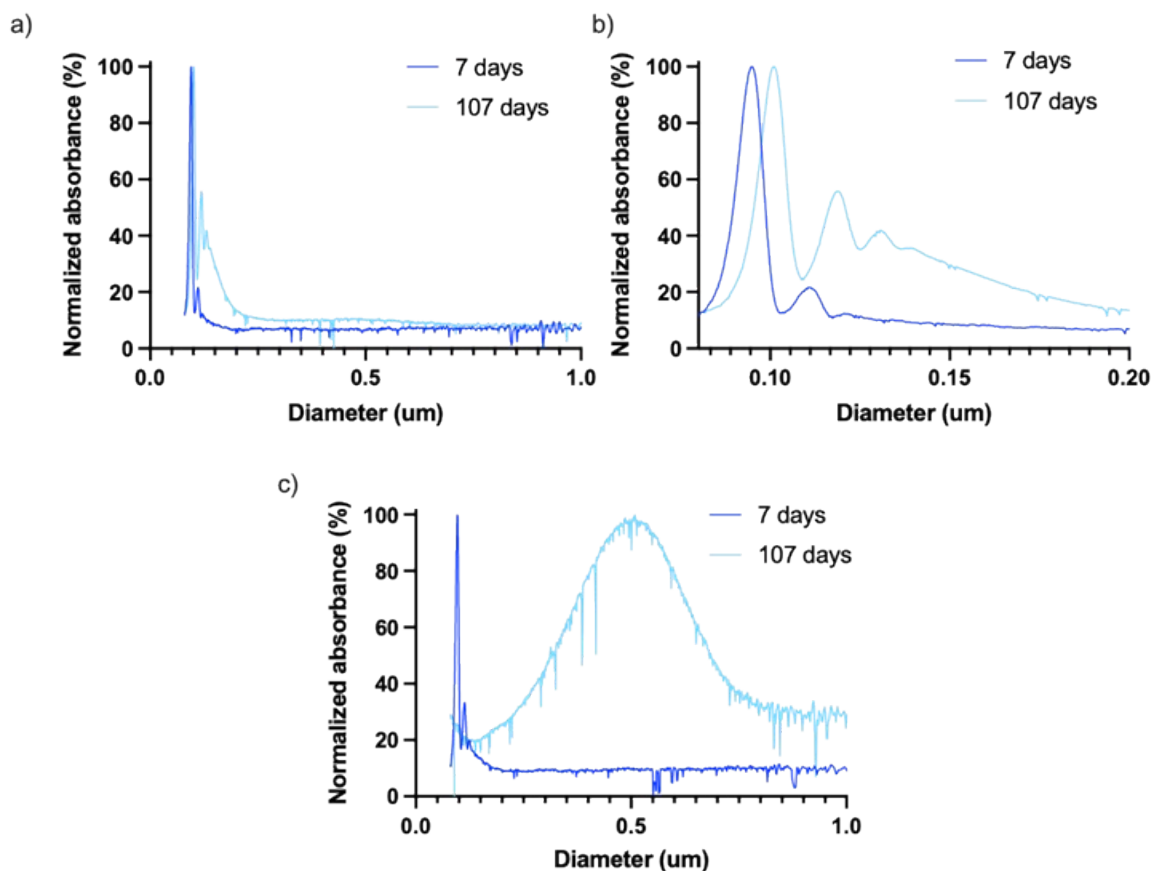 a)
Normalized absorbance (%)
100
80
60
40
20
0
0.0
0.5
1.0
Diameter (um)
7 days
107 days
b)
Normalized absorbance (%)
100
80
60
40
20
0
0.10
0.15
0.20
Diameter (um)
7 days
107 days
c)
Normalized absorbance (%)
100
80
60
40
20
0
0.0
0.5
1.0
Diameter (um)
7 days
107 days